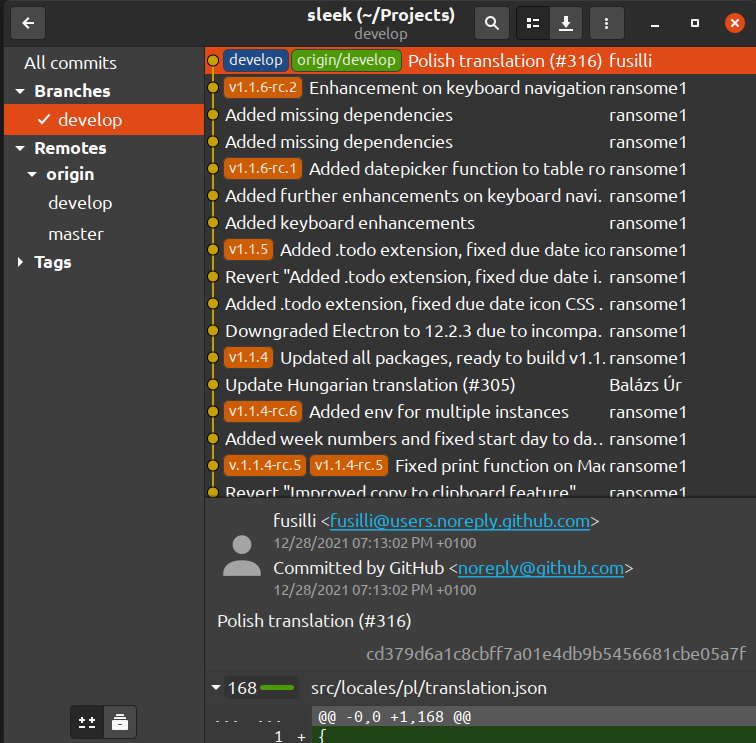 sleek (~/Projects)
develop
All commits
Branches
develop
Remotes
origin
develop
master
Tags
develop origin/develop Polish translation (#316) fusilli
v1.1.6-rc.2 Enhancement on keyboard navigation ransome1
Added missing dependencies ransome1
Added missing dependencies ransome1
v1.1.6-rc.1 Added datepicker function to table ro ransome1
Added further enhancements on keyboard navi... ransome1
Added keyboard enhancements ransome1
v1.1.5 Added .todo extension, fixed due date ico ransome1
Revert "Added .todo extension, fixed due date i... ransome1
Added .todo extension, fixed due date icon CSS ... ransome1
Downgraded Electron to 12.2.3 due to incompa... ransome1
v1.1.4 Updated all packages, ready to build v1.1. ransome1
Update Hungarian translation (#305) Balázs Úr
v1.1.4-rc.6 Added env for multiple instances ransome1
Added week numbers and fixed start day to da... ransome1
v.1.1.4-rc.5 v1.1.4-rc.5 Fixed print function on Mac ransome1
Revert "Improved copy to clipboard feature" ransome1
fusilli <fusilli@users.noreply.github.com>
12/28/2021 07:13:02 PM +0100
Committed by GitHub <noreply@github.com>
12/28/2021 07:13:02 PM +0100
Polish translation (#316)
cd379d6a1c8cbff7a01e4db9b5456681cbe05a7f
168 src/locales/pl/translation.json
... ... @@ -0,0 +1,168 @@
1 + {